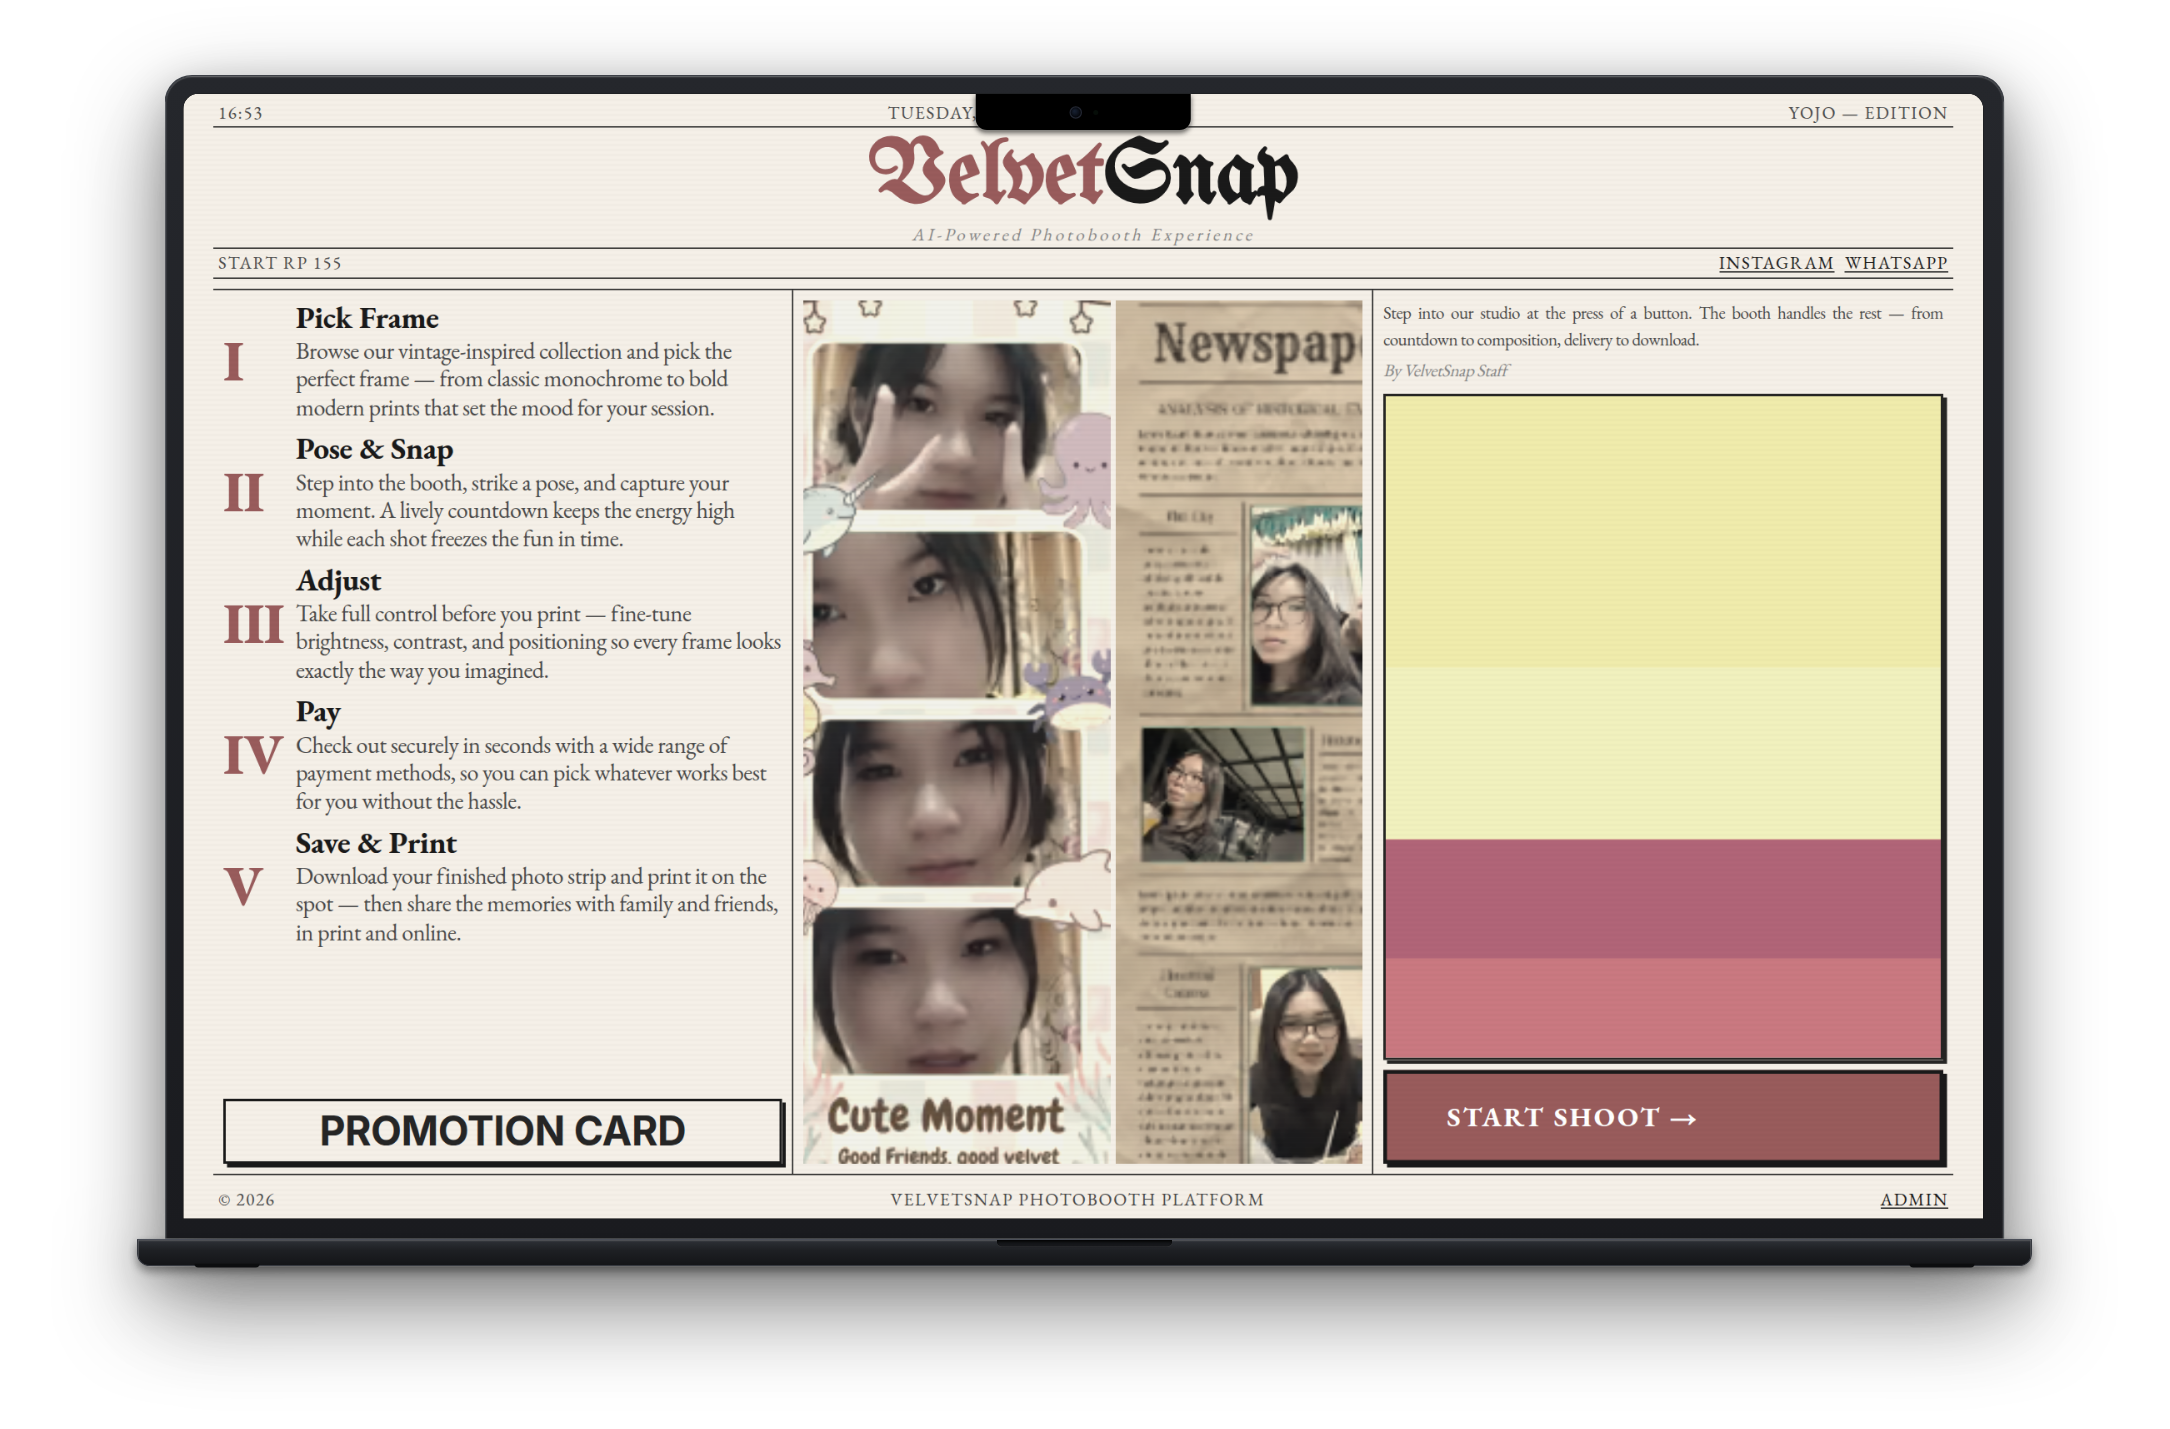 16:53
TUESDAY,
YOJO — EDITION
VelvetSnap
AI-Powered Photobooth Experience
START RP 155
INSTAGRAM WHATSAPP
Pick Frame
I
Browse our vintage-inspired collection and pick the
perfect frame — from classic monochrome to bold
modern prints that set the mood for your session.
Pose & Snap
II
Step into the booth, strike a pose, and capture your
moment. A lively countdown keeps the energy high
while each shot freezes the fun in time.
Adjust
III
Take full control before you print — fine-tune
brightness, contrast, and positioning so every frame looks
exactly the way you imagined.
Pay
IV
Check out securely in seconds with a wide range of
payment methods, so you can pick whatever works best
for you without the hassle.
Save & Print
V
Download your finished photo strip and print it on the
spot — then share the memories with family and friends,
in print and online.
PROMOTION CARD
Cute Moment
Good Friends, good velvet
Newspap
ANALYSIS OF HISTORICAL
Step into our studio at the press of a button. The booth handles the rest — from
countdown to composition, delivery to download.
By VelvetSnap Staff
START SHOOT →
© 2026
VELVETSNAP PHOTOBOOTH PLATFORM
ADMIN